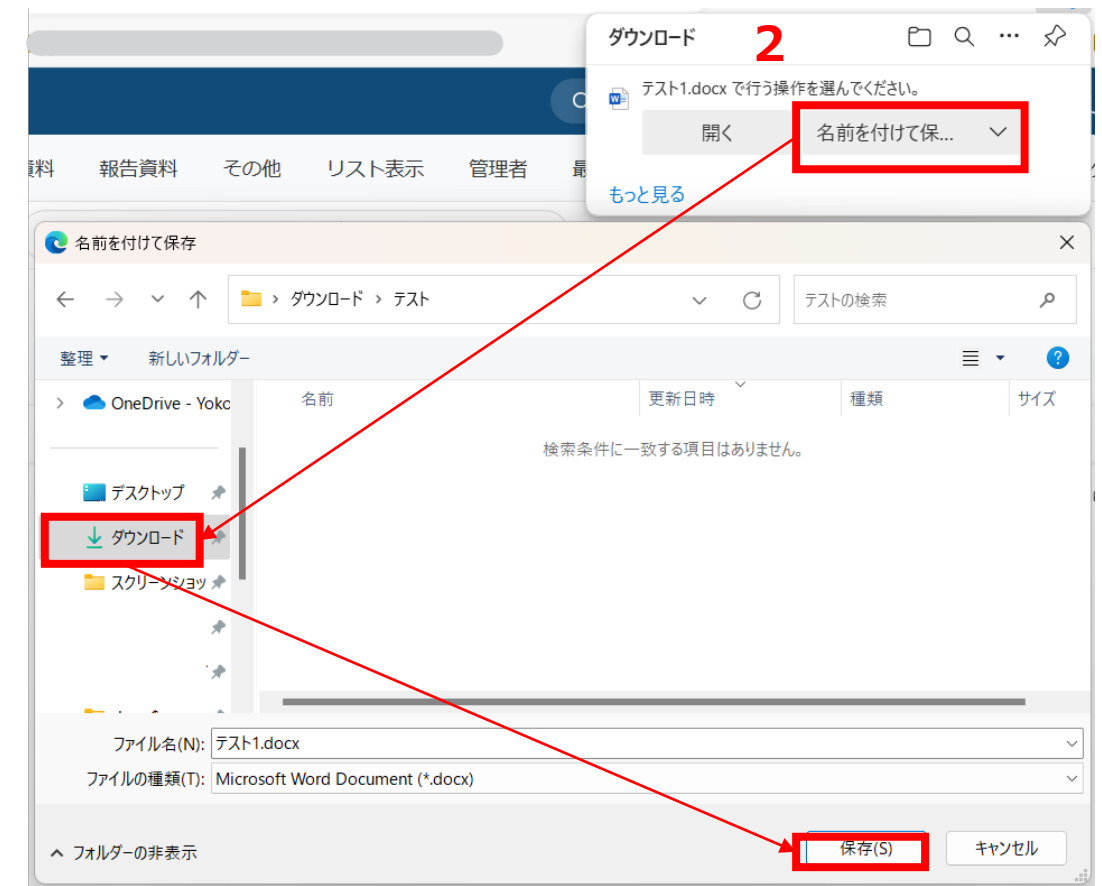 ダウンロード
2
テスト1.docx で行う操作を選んでください。
開く
名前を付けて保...
もっと見る
報告資料 その他 リスト表示 管理者
名前を付けて保存
ダウンロード › テスト
テストの検索
整理 新しいフォルダー
OneDrive - Yoko
名前 更新日時 種類 サイズ
検索条件に一致する項目はありません。
デスクトップ
ダウンロード
スクリーンショッ
ファイル名(N): テスト1.docx
ファイルの種類(T): Microsoft Word Document (*.docx)
フォルダーの非表示
保存(S) キャンセル